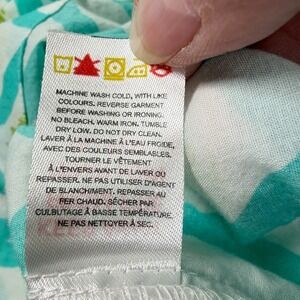 MACHINE WASH COLD, WITH LIKE
COLOURS. REVERSE GARMENT
BEFORE WASHING OR IRONING.
NO BLEACH. WARM IRON. TUMBLE
DRY LOW. DO NOT DRY CLEAN.
LAVER À LA MACHINE À L'EAU FROIDE,
AVEC DES COULEURS SEMBLABLES.
TOURNER LE VÊTEMENT
À L'ENVERS AVANT DE LAVER OU
REPASSER. NE PAS UTILISER D'AGENT
DE BLANCHIMENT. REPASSER AU
FER CHAUD. SÉCHER PAR
CULBUTAGE À BASSE TEMPÉRATURE.
NE PAS NETTOYER À SEC.